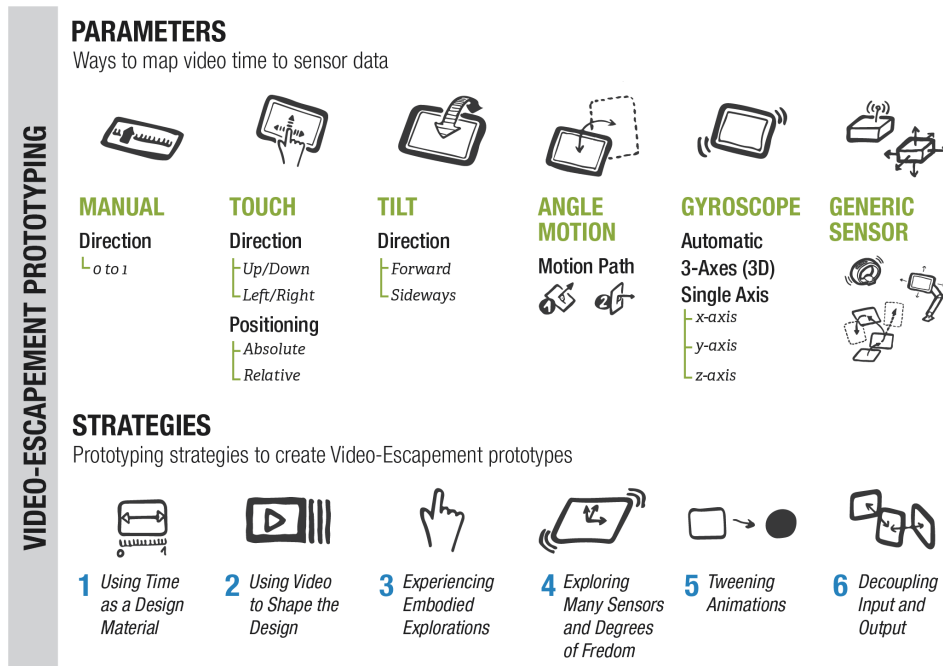 VIDEO-ESCAPEMENT PROTOTYPING
PARAMETERS
Ways to map video time to sensor data
MANUAL
Direction
0 to 1
TOUCH
Direction
Up/Down
Left/Right
Positioning
Absolute
Relative
TILT
Direction
Forward
Sideways
ANGLE
MOTION
Motion Path
1
2
GYROSCOPE
Automatic
3-Axes (3D)
Single Axis
x-axis
y-axis
z-axis
GENERIC
SENSOR
STRATEGIES
Prototyping strategies to create Video-Escapement prototypes
0 1
1 Using Time
as a Design
Material
2 Using Video
to Shape the
Design
3 Experiencing
Embodied
Explorations
4 Exploring
Many Sensors
and Degrees
of Fredom
5 Tweening
Animations
6 Decoupling
Input and
Output